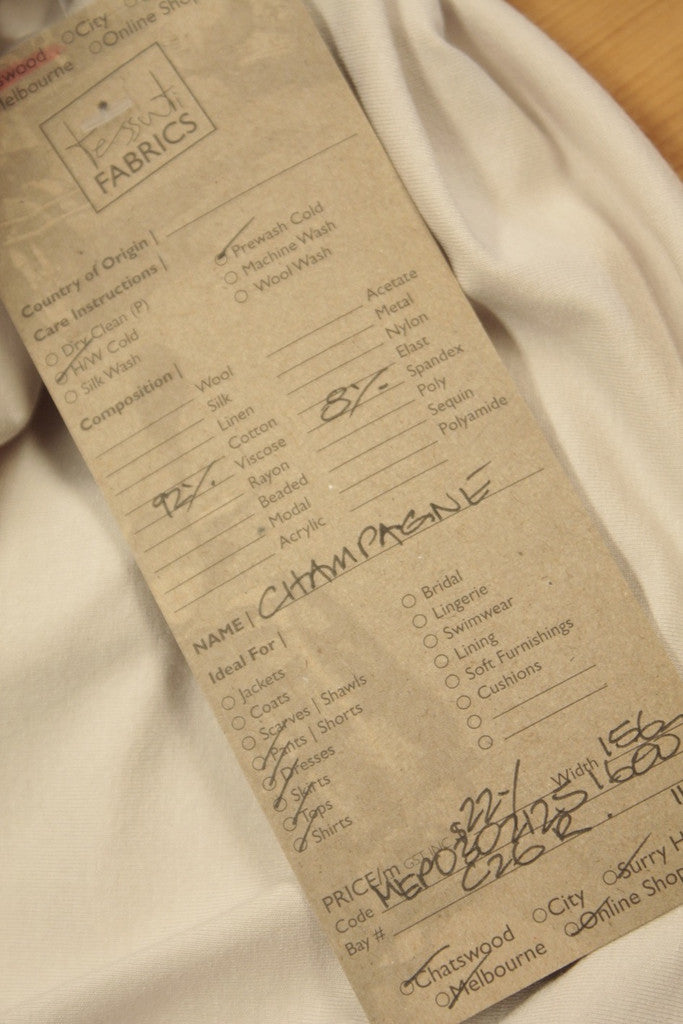 swood City
Melbourne Online Shop
tessuti
FABRICS
Country of Origin |
Care Instructions |
Prewash Cold
Machine Wash
Wool Wash
Dry Clean (P)
H/W Cold
Silk Wash
Composition |
Wool
Silk
Linen
Cotton
92% Viscose
Rayon
Beaded
Modal
Acrylic
Acetate
Metal
Nylon
Elast
8% Spandex
Poly
Sequin
Polyamide
NAME | CHAMPAGNE
Ideal For |
Jackets
Coats
Scarves | Shawls
Pants | Shorts
Dresses
Skirts
Tops
Shirts
Bridal
Lingerie
Swimwear
Lining
Soft Furnishings
Cushions
PRICE/m GST INC $22-/ Width 156
Code
Bay # C26 R.
City Surry H
Chatswood Online Shop
Melbourne